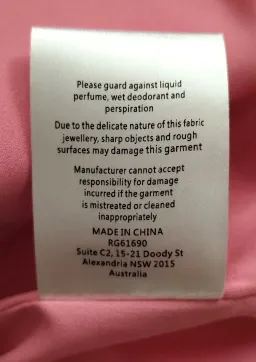 Please guard against liquid
perfume, wet deodorant and
perspiration
Due to the delicate nature of this fabric
jewellery, sharp objects and rough
surfaces may damage this garment
Manufacturer cannot accept
responsibility for damage
incurred if the garment
is mistreated or cleaned
inappropriately
MADE IN CHINA
RG61690
Suite C2, 15-21 Doody St
Alexandria NSW 2015
Australia